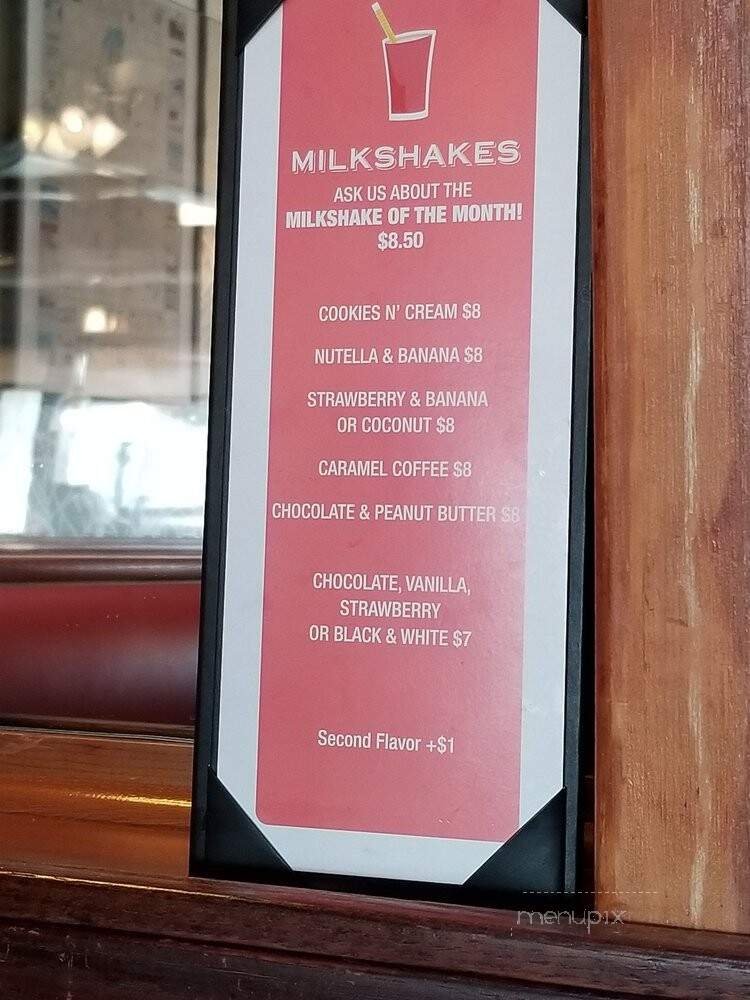 MILKSHAKES
ASK US ABOUT THE
MILKSHAKE OF THE MONTH!
$8.50
COOKIES N' CREAM $8
NUTELLA & BANANA $8
STRAWBERRY & BANANA
OR COCONUT $8
CARAMEL COFFEE $8
CHOCOLATE & PEANUT BUTTER $8
CHOCOLATE, VANILLA,
STRAWBERRY
OR BLACK & WHITE $7
Second Flavor +$1
menupix